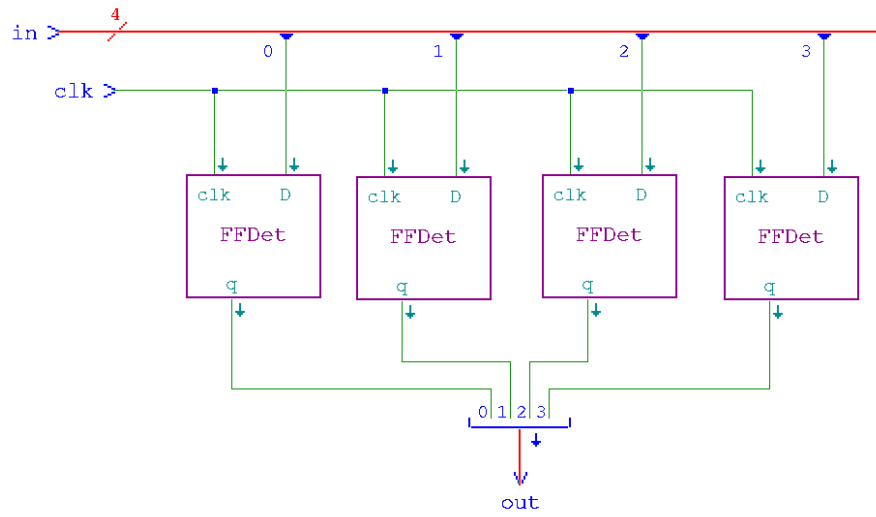 4
in
0 1 2 3
clk
clk D clk D clk D clk D
FFDet FFDet FFDet FFDet
q q q q
0 1 2 3
out